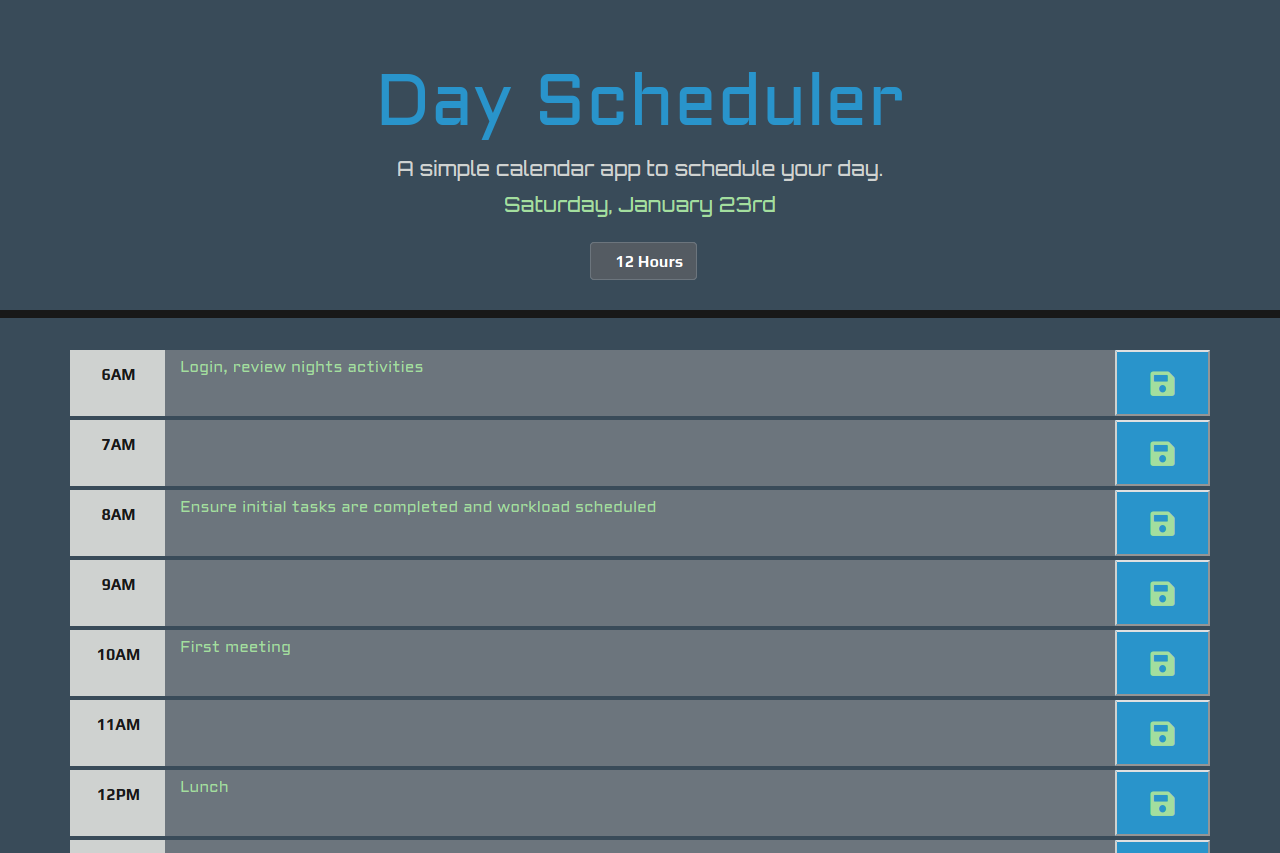 Day Scheduler
A simple calendar app to schedule your day.
Saturday, January 23rd
12 Hours
6AM
Login, review nights activities
7AM
8AM
Ensure initial tasks are completed and workload scheduled
9AM
10AM
First meeting
11AM
12PM
Lunch